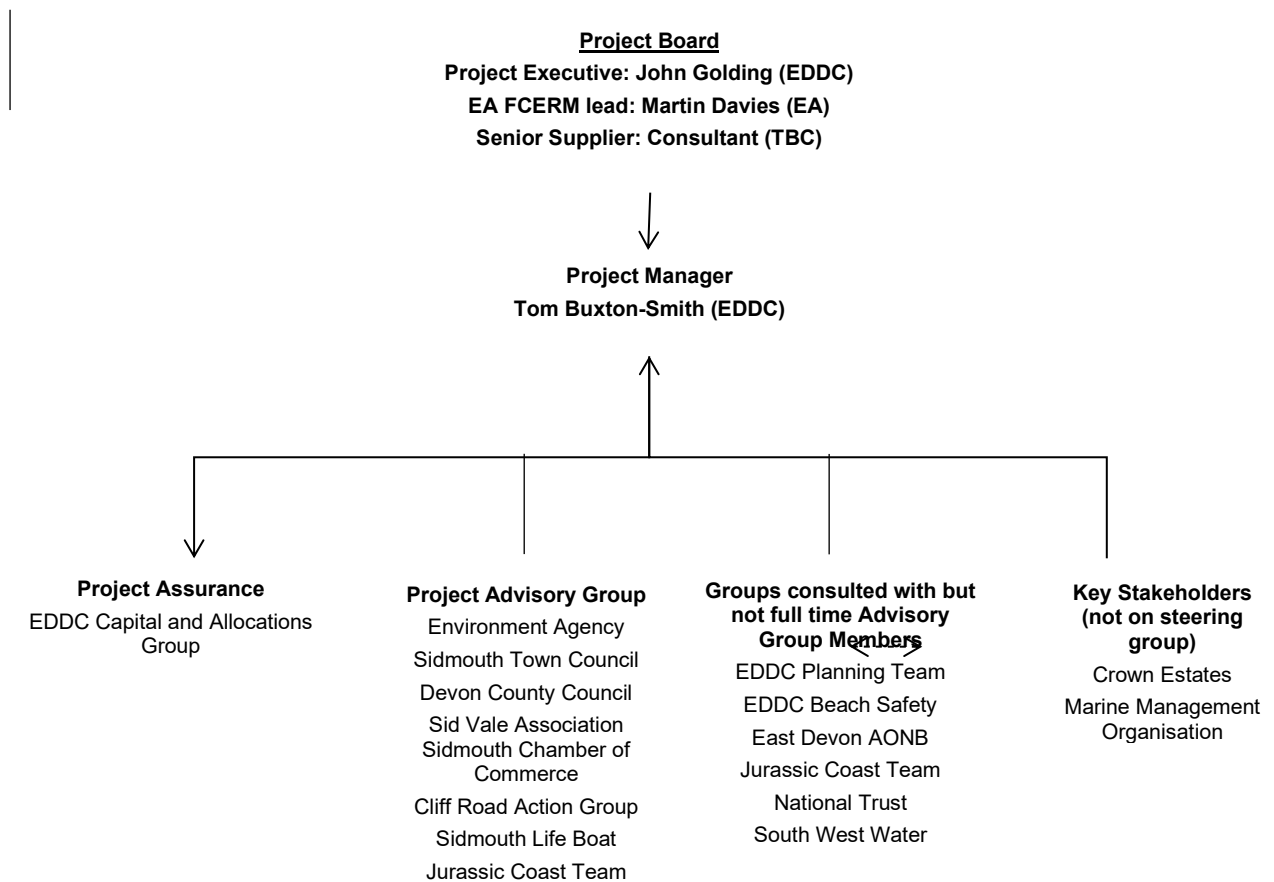 Project Board
Project Executive: John Golding (EDDC)
EA FCERM lead: Martin Davies (EA)
Senior Supplier: Consultant (TBC)
Project Manager
Tom Buxton-Smith (EDDC)
Project Assurance
EDDC Capital and Allocations
Group
Project Advisory Group
Environment Agency
Sidmouth Town Council
Devon County Council
Sid Vale Association
Sidmouth Chamber of
Commerce
Cliff Road Action Group
Sidmouth Life Boat
Jurassic Coast Team
Groups consulted with but
not full time Advisory
Group Members
EDDC Planning Team
EDDC Beach Safety
East Devon AONB
Jurassic Coast Team
National Trust
South West Water
Key Stakeholders
(not on steering
group)
Crown Estates
Marine Management
Organisation